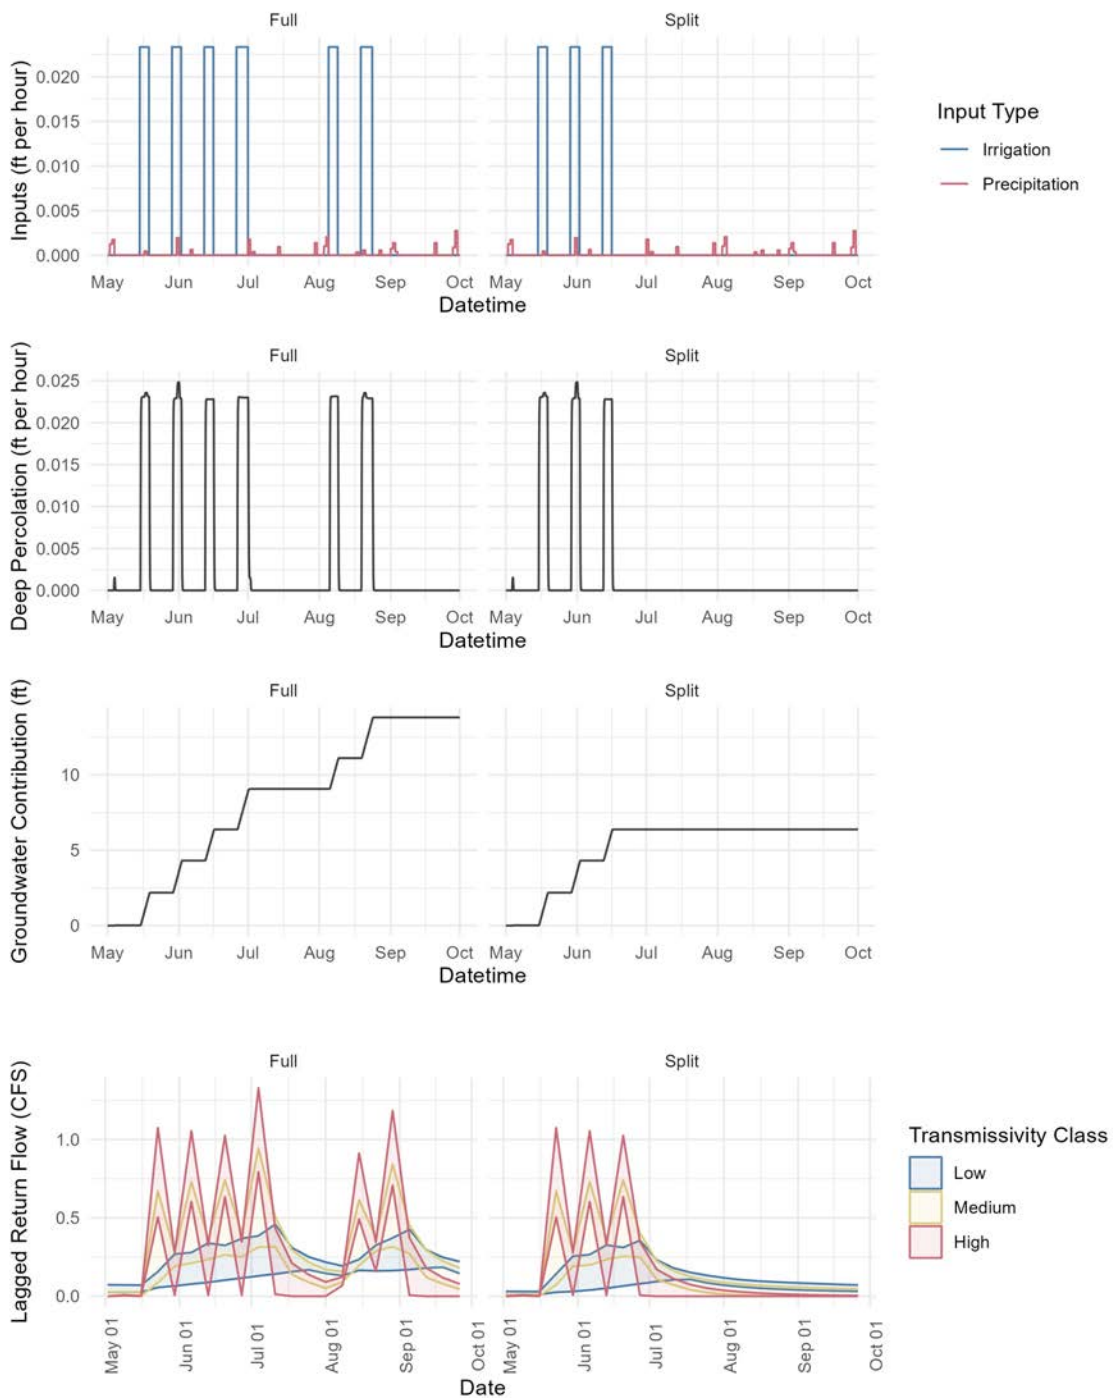 Full Split
Inputs (ft per hour)
0.020
0.015
0.010
0.005
0.000
May Jun Jul Aug Sep Oct May Jun Jul Aug Sep Oct
Datetime
Input Type
Irrigation
Precipitation
Full Split
Deep Percolation (ft per hour)
0.025
0.020
0.015
0.010
0.005
0.000
May Jun Jul Aug Sep Oct May Jun Jul Aug Sep Oct
Datetime
Full Split
Groundwater Contribution (ft)
10
5
0
May Jun Jul Aug Sep Oct May Jun Jul Aug Sep Oct
Datetime
Full Split
Lagged Return Flow (CFS)
1.0
0.5
0.0
May 01 Jun 01 Jul 01 Aug 01 Sep 01 Oct 01 May 01 Jun 01 Jul 01 Aug 01 Sep 01 Oct 01
Date
Transmissivity Class
Low
Medium
High